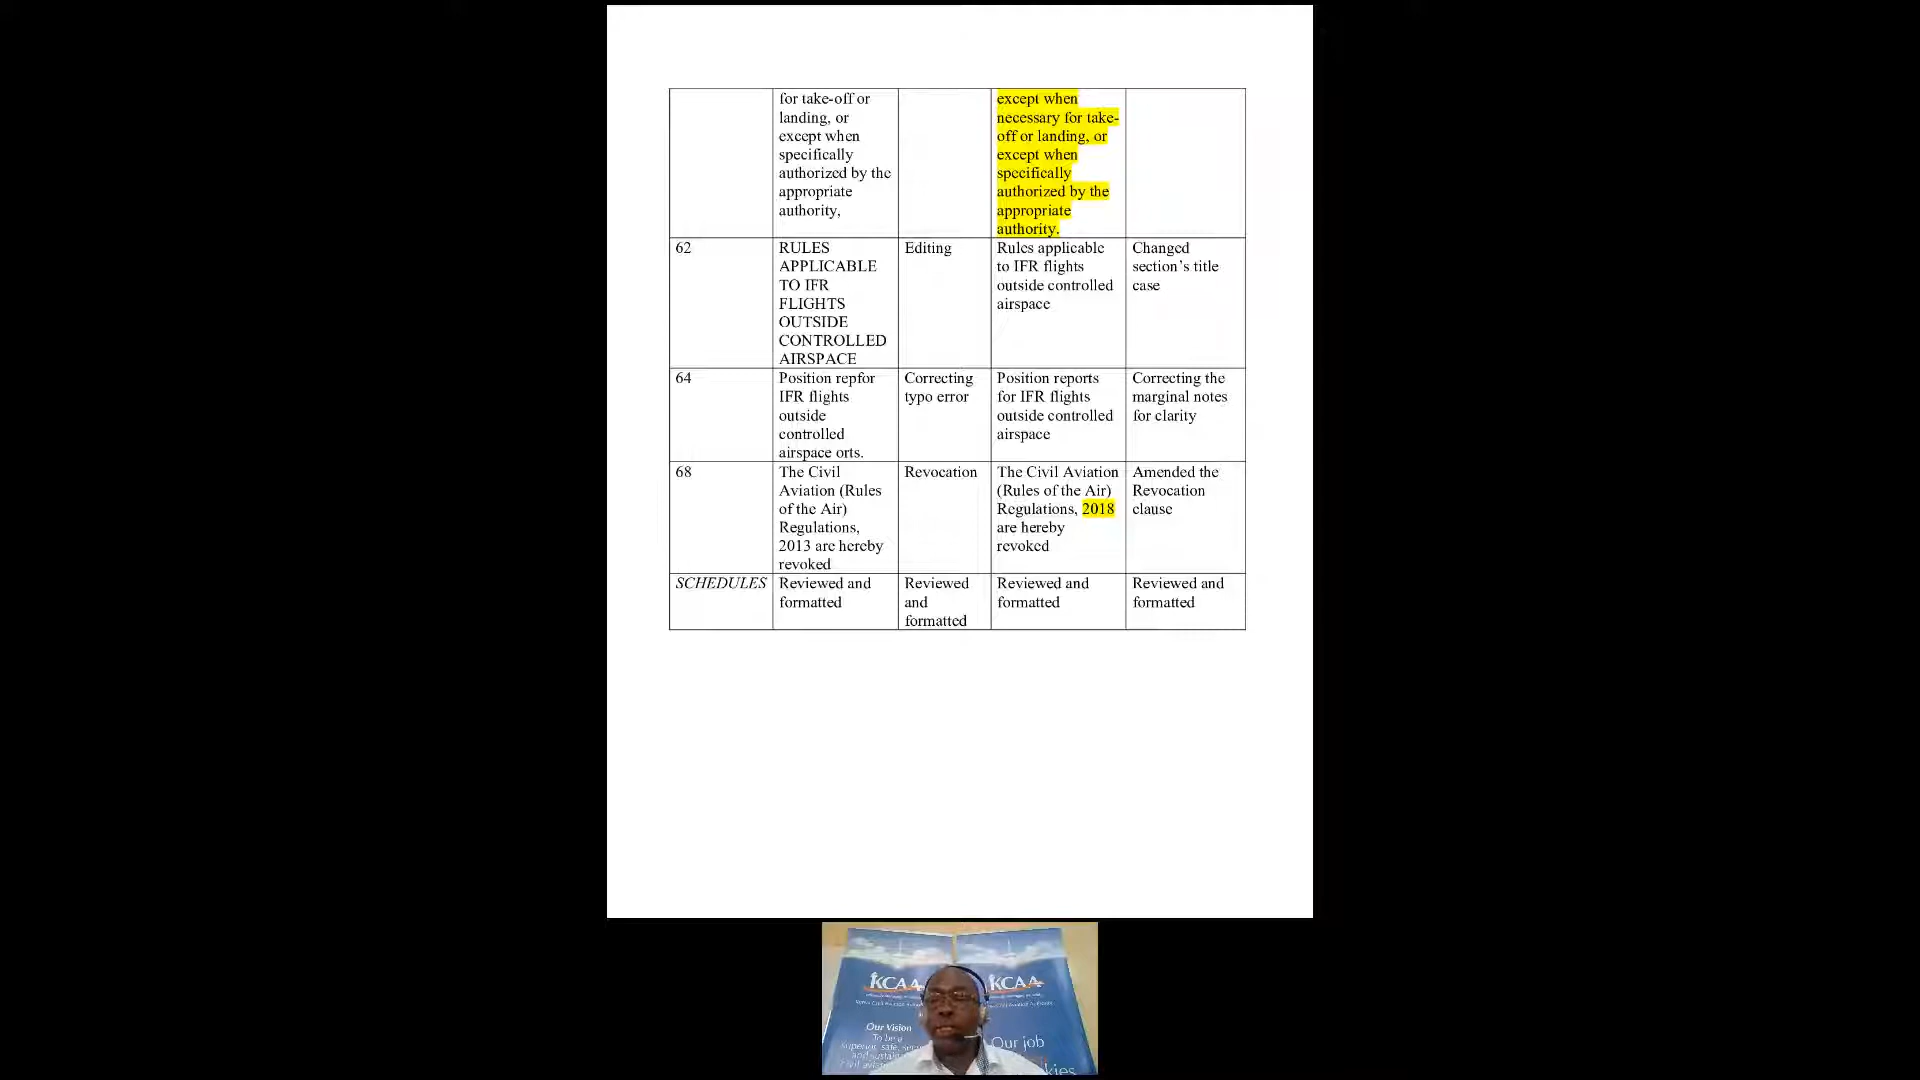 for take-off or
landing, or
except when
specifically
authorized by the
appropriate
authority,
except when
necessary for take-
off or landing, or
except when
specifically
authorized by the
appropriate
authority.
62
RULES
APPLICABLE
TO IFR
FLIGHTS
OUTSIDE
CONTROLLED
AIRSPACE
Editing
Rules applicable
to IFR flights
outside controlled
airspace
Changed
section’s title
case
64
Position repfor
IFR flights
outside
controlled
airspace orts.
Correcting
typo error
Position reports
for IFR flights
outside controlled
airspace
Correcting the
marginal notes
for clarity
68
The Civil
Aviation (Rules
of the Air)
Regulations,
2013 are hereby
revoked
Revocation
The Civil Aviation
(Rules of the Air)
Regulations, 2018
are hereby
revoked
Amended the
Revocation
clause
SCHEDULES
Reviewed and
formatted
Reviewed
and
formatted
Reviewed and
formatted
Reviewed and
formatted
KCAA
Our Vision
To be a
superior, safe,
civil
KCAA
Our job